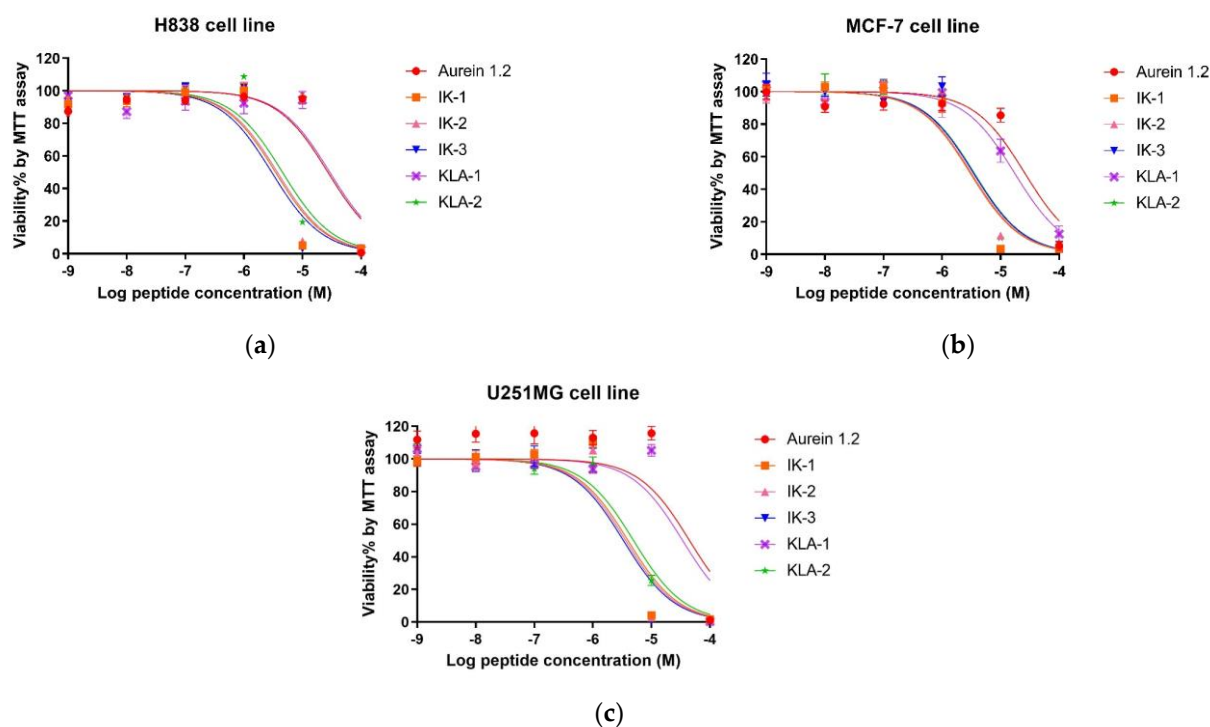 H838 cell line
Viability% by MTT assay
120
100
80
60
40
20
0
-9 -8 -7 -6 -5 -4
Log peptide concentration (M)
Aurein 1.2
IK-1
IK-2
IK-3
KLA-1
KLA-2
(a)
MCF-7 cell line
Viability% by MTT assay
120
100
80
60
40
20
0
-9 -8 -7 -6 -5 -4
Log peptide concentration (M)
Aurein 1.2
IK-1
IK-2
IK-3
KLA-1
KLA-2
(b)
U251MG cell line
Viability% by MTT assay
120
100
80
60
40
20
0
-9 -8 -7 -6 -5 -4
Log peptide concentration (M)
Aurein 1.2
IK-1
IK-2
IK-3
KLA-1
KLA-2
(c)